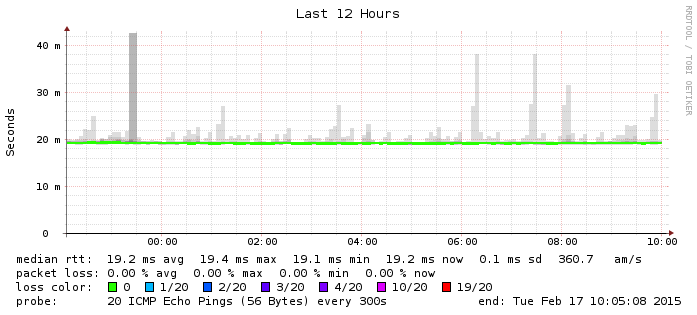 Last 12 Hours
RRDTOOL / TOBI OETIKER
Seconds
40 m
30 m
20 m
10 m
0
00:00 02:00 04:00 06:00 08:00 10:00
median rtt: 19.2 ms avg 19.4 ms max 19.1 ms min 19.2 ms now 0.1 ms sd 360.7 am/s
packet loss: 0.00 % avg 0.00 % max 0.00 % min 0.00 % now
loss color: 0 1/20 2/20 3/20 4/20 10/20 19/20
probe: 20 ICMP Echo Pings (56 Bytes) every 300s end: Tue Feb 17 10:05:08 2015